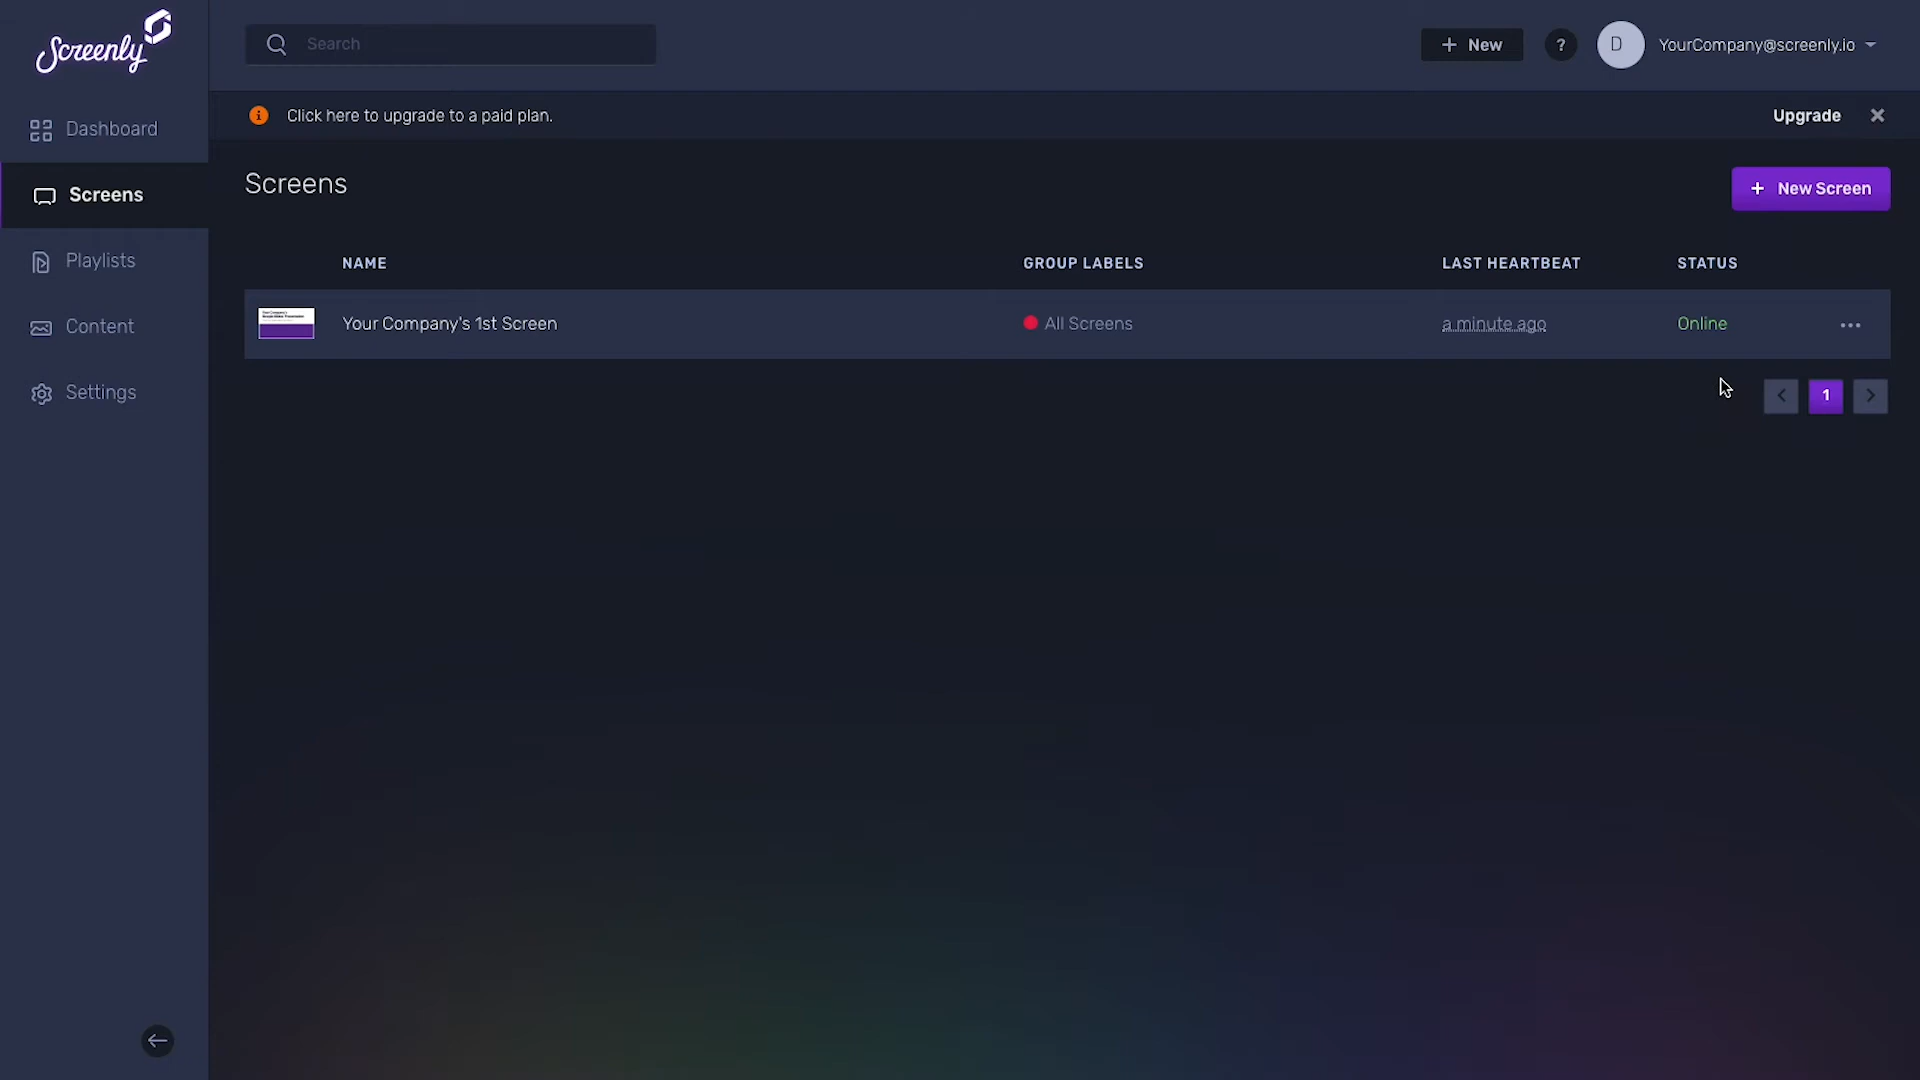 Screenly
Search
+ New
?
D
YourCompany@screenly.io
Dashboard
Screens
Playlists
Content
Settings
Click here to upgrade to a paid plan.
Upgrade
Screens
+ New Screen
NAME
GROUP LABELS
LAST HEARTBEAT
STATUS
Your Company's 1st Screen
All Screens
a minute ago
Online
1